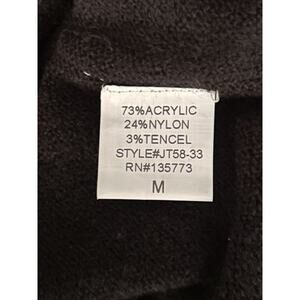 73%ACRYLIC
24%NYLON
3%TENCEL
STYLE#JT58-33
RN#135773
M